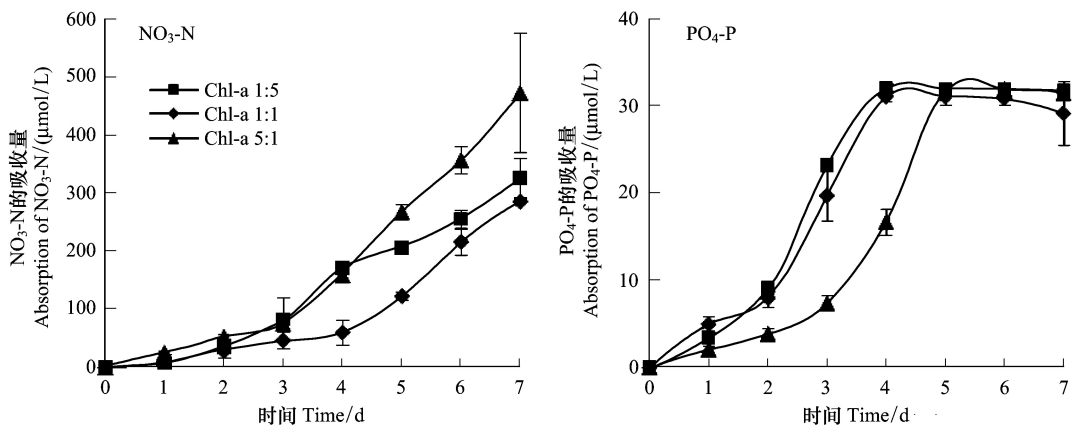 NO₃-N
Chl-a 1:5
Chl-a 1:1
Chl-a 5:1
NO₃-N的吸收量
Absorption of NO₃-N/(μmol/L)
600
500
400
300
200
100
0
0 1 2 3 4 5 6 7
时间 Time/d
PO₄-P
PO₄-P的吸收量
Absorption of PO₄-P/(μmol/L)
40
30
20
10
0
0 1 2 3 4 5 6 7
时间 Time/d